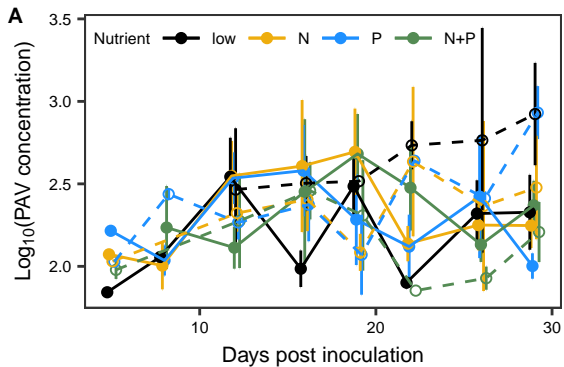 A
Nutrient low N P N+P
3.5
3.0
2.5
2.0
Log₁₀(PAV concentration)
10 20 30
Days post inoculation